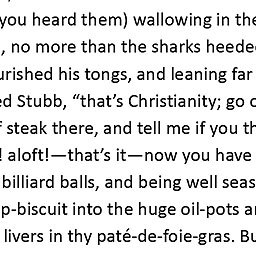 you heard them) wallowing in the
, no more than the sharks heede
urished his tongs, and leaning far
ed Stubb, “that’s Christianity; go o
f steak there, and tell me if you th
! aloft!—that’s it—now you have
billiard balls, and being well seas
p-biscuit into the huge oil-pots a
livers in thy paté-de-foie-gras. Bu